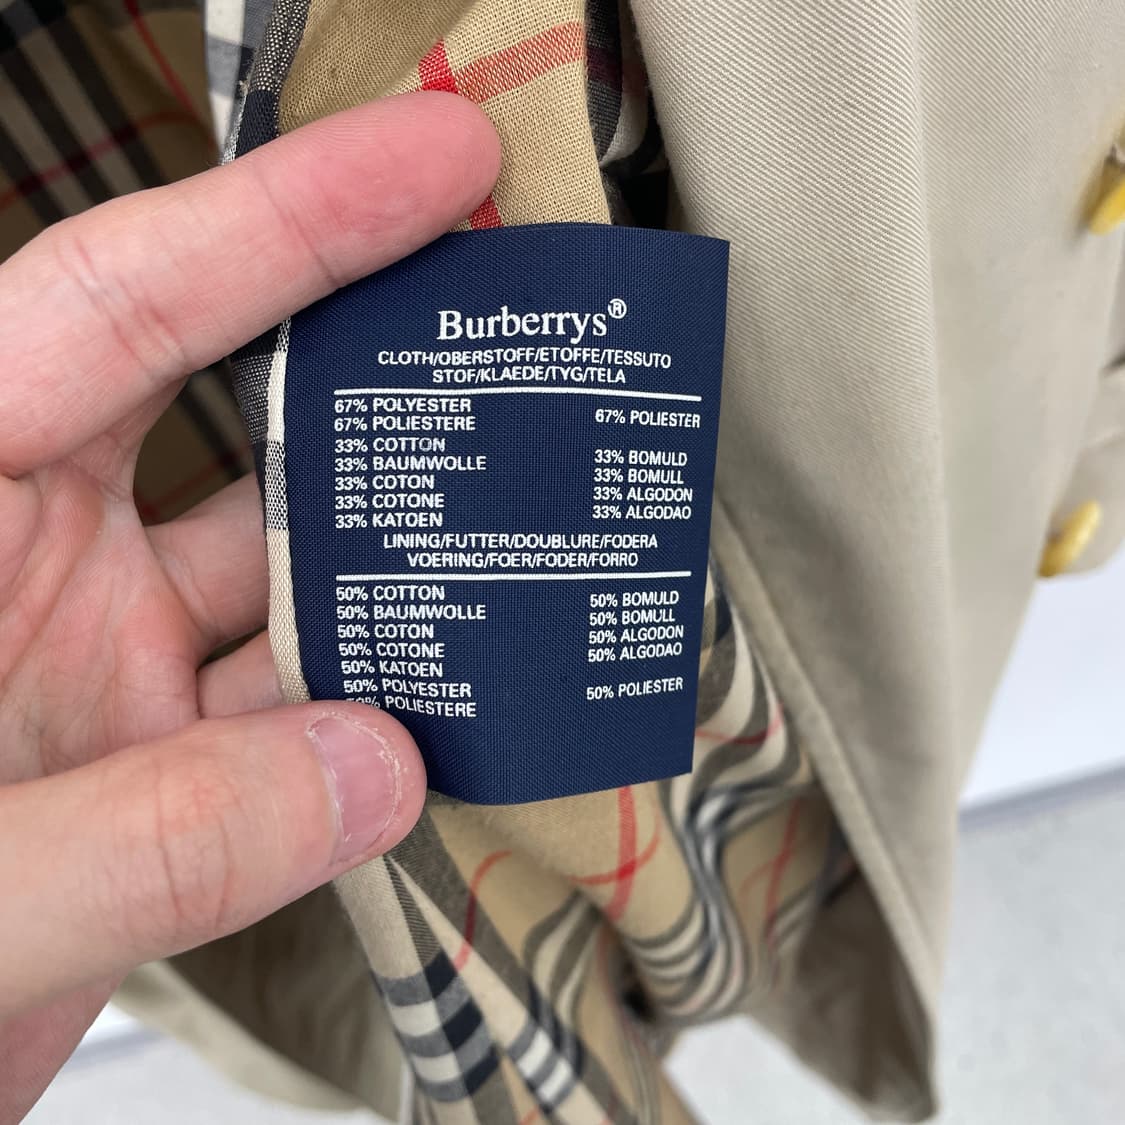 Burberrys®
CLOTH/OBERSTOFF/ETOFFE/TESSUTO
STOF/KLAEDE/TYG/TELA
67% POLYESTER
67% POLIESTERE
67% POLIESTER
33% COTTON
33% BAUMWOLLE
33% COTON
33% COTONE
33% KATOEN
33% BOMULD
33% BOMULL
33% ALGODON
33% ALGODAO
LINING/FUTTER/DOUBLURE/FODERA
VOERING/FOER/FODER/FORRO
50% COTTON
50% BAUMWOLLE
50% COTON
50% COTONE
50% KATOEN
50% POLYESTER
50% POLIESTERE
50% BOMULD
50% BOMULL
50% ALGODON
50% ALGODAO
50% POLIESTER